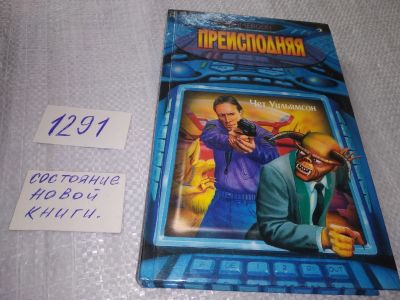 ПРЕИСПОДНЯЯ
Чет Уильямсон
1291
состояние
новой
книги.